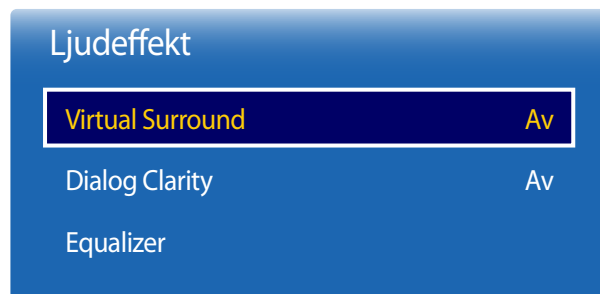 Ljudeffekt
Virtual Surround Av
Dialog Clarity Av
Equalizer